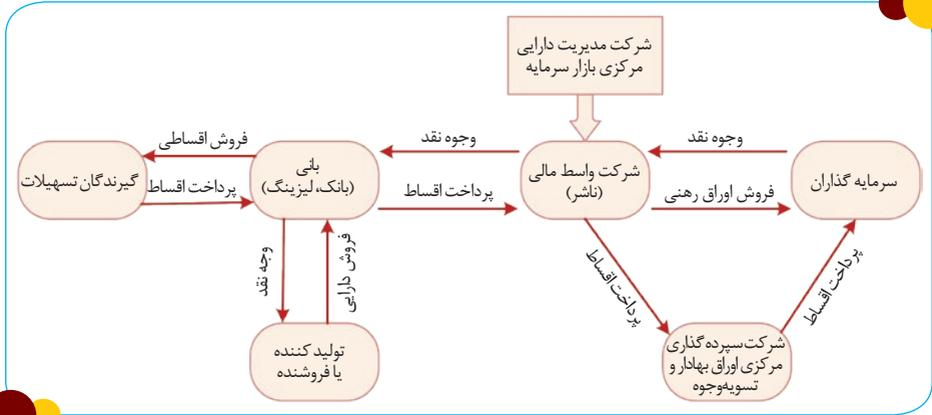 شرکت مدیریت دارایی
مرکزی بازار سرمایه
وجوه نقد
وجوه نقد
فروش اقساطی
سرمایه گذاران
شرکت واسط مالی
(ناشر)
بانی
(بانک، لیزینگ)
گیرندگان تسهیلات
فروش اوراق رهنی
پرداخت اقساط
پرداخت اقساط
پرداخت اقساط
پرداخت اقساط
فروش دارایی
وجه نقد
شرکت سپرده گذاری
مرکزی اوراق بهادار و
تسویه وجوه
تولید کننده
یا فروشنده